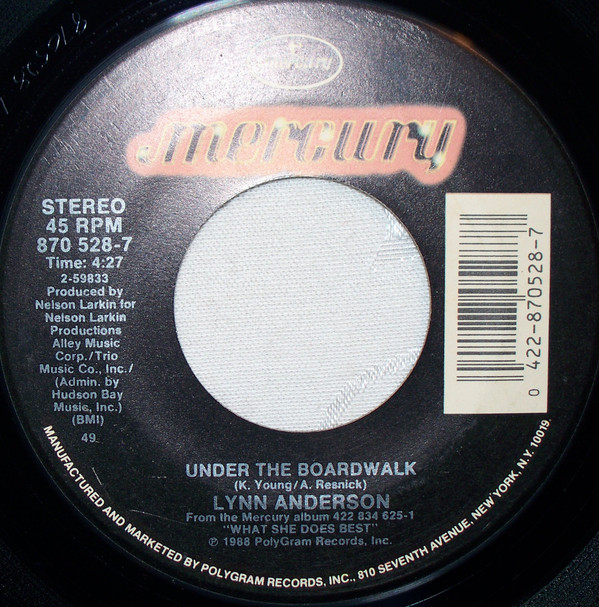 mercury
mercury
STEREO
45 RPM
870 528-7
Time: 4:27
2-59833
Produced by
Nelson Larkin for
Nelson Larkin
Productions
Alley Music
Corp./Trio
Music Co., Inc./
(Admin. by
Hudson Bay
Music, Inc.)
(BMI)
49.
0 422-870528-7
UNDER THE BOARDWALK
(K. Young/A. Resnick)
LYNN ANDERSON
From the Mercury album 422 834 625-1
"WHAT SHE DOES BEST"
℗ 1988 PolyGram Records, Inc.
MANUFACTURED AND MARKETED BY POLYGRAM RECORDS, INC., 810 SEVENTH AVENUE, NEW YORK, N.Y. 10019